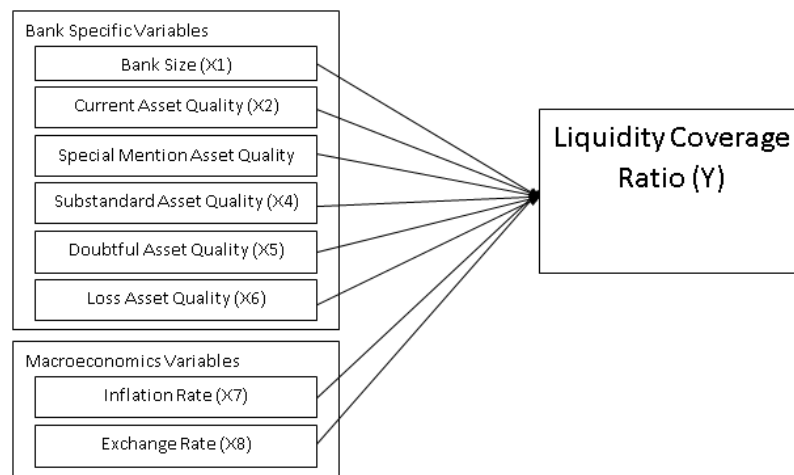 Bank Specific Variables
Bank Size (X1)
Current Asset Quality (X2)
Special Mention Asset Quality
Substandard Asset Quality (X4)
Doubtful Asset Quality (X5)
Loss Asset Quality (X6)
Macroeconomics Variables
Inflation Rate (X7)
Exchange Rate (X8)
Liquidity Coverage
Ratio (Y)